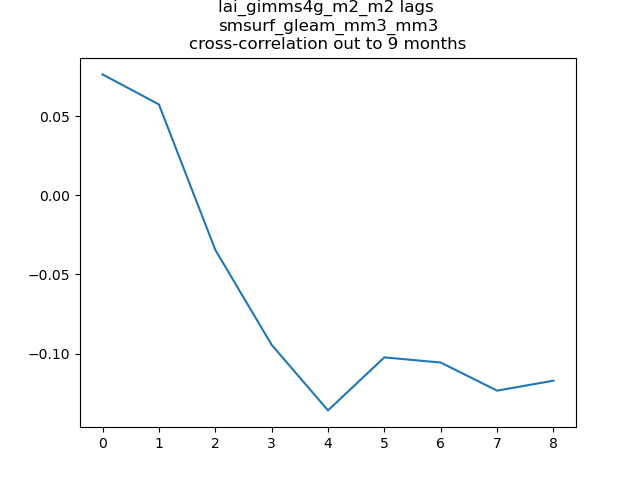 lai_gimms4g_m2_m2 lags
smsurf_gleam_mm3_mm3
cross-correlation out to 9 months
0.05
0.00
−0.05
−0.10
0 1 2 3 4 5 6 7 8